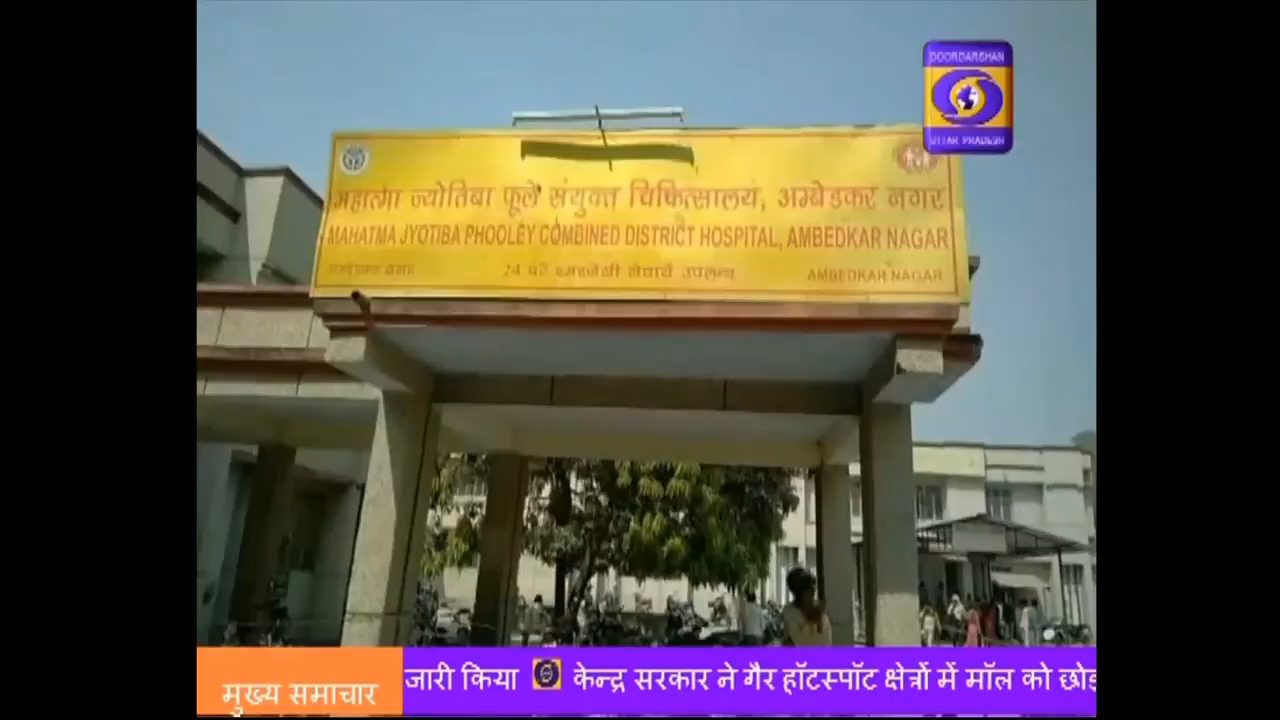 DOORDARSHAN
UTTAR PRADESH
महात्मा ज्योतिबा फूले संयुक्त चिकित्सालय, अम्बेडकर नगर
MAHATMA JYOTIBA PHOOLEY COMBINED DISTRICT HOSPITAL, AMBEDKAR NAGAR
24 घंटे इमरजेंसी सेवायें उपलब्ध
AMBEDKAR NAGAR
मुख्य समाचार
जारी किया केन्द्र सरकार ने गैर हॉटस्पॉट क्षेत्रों में मॉल को छोड़